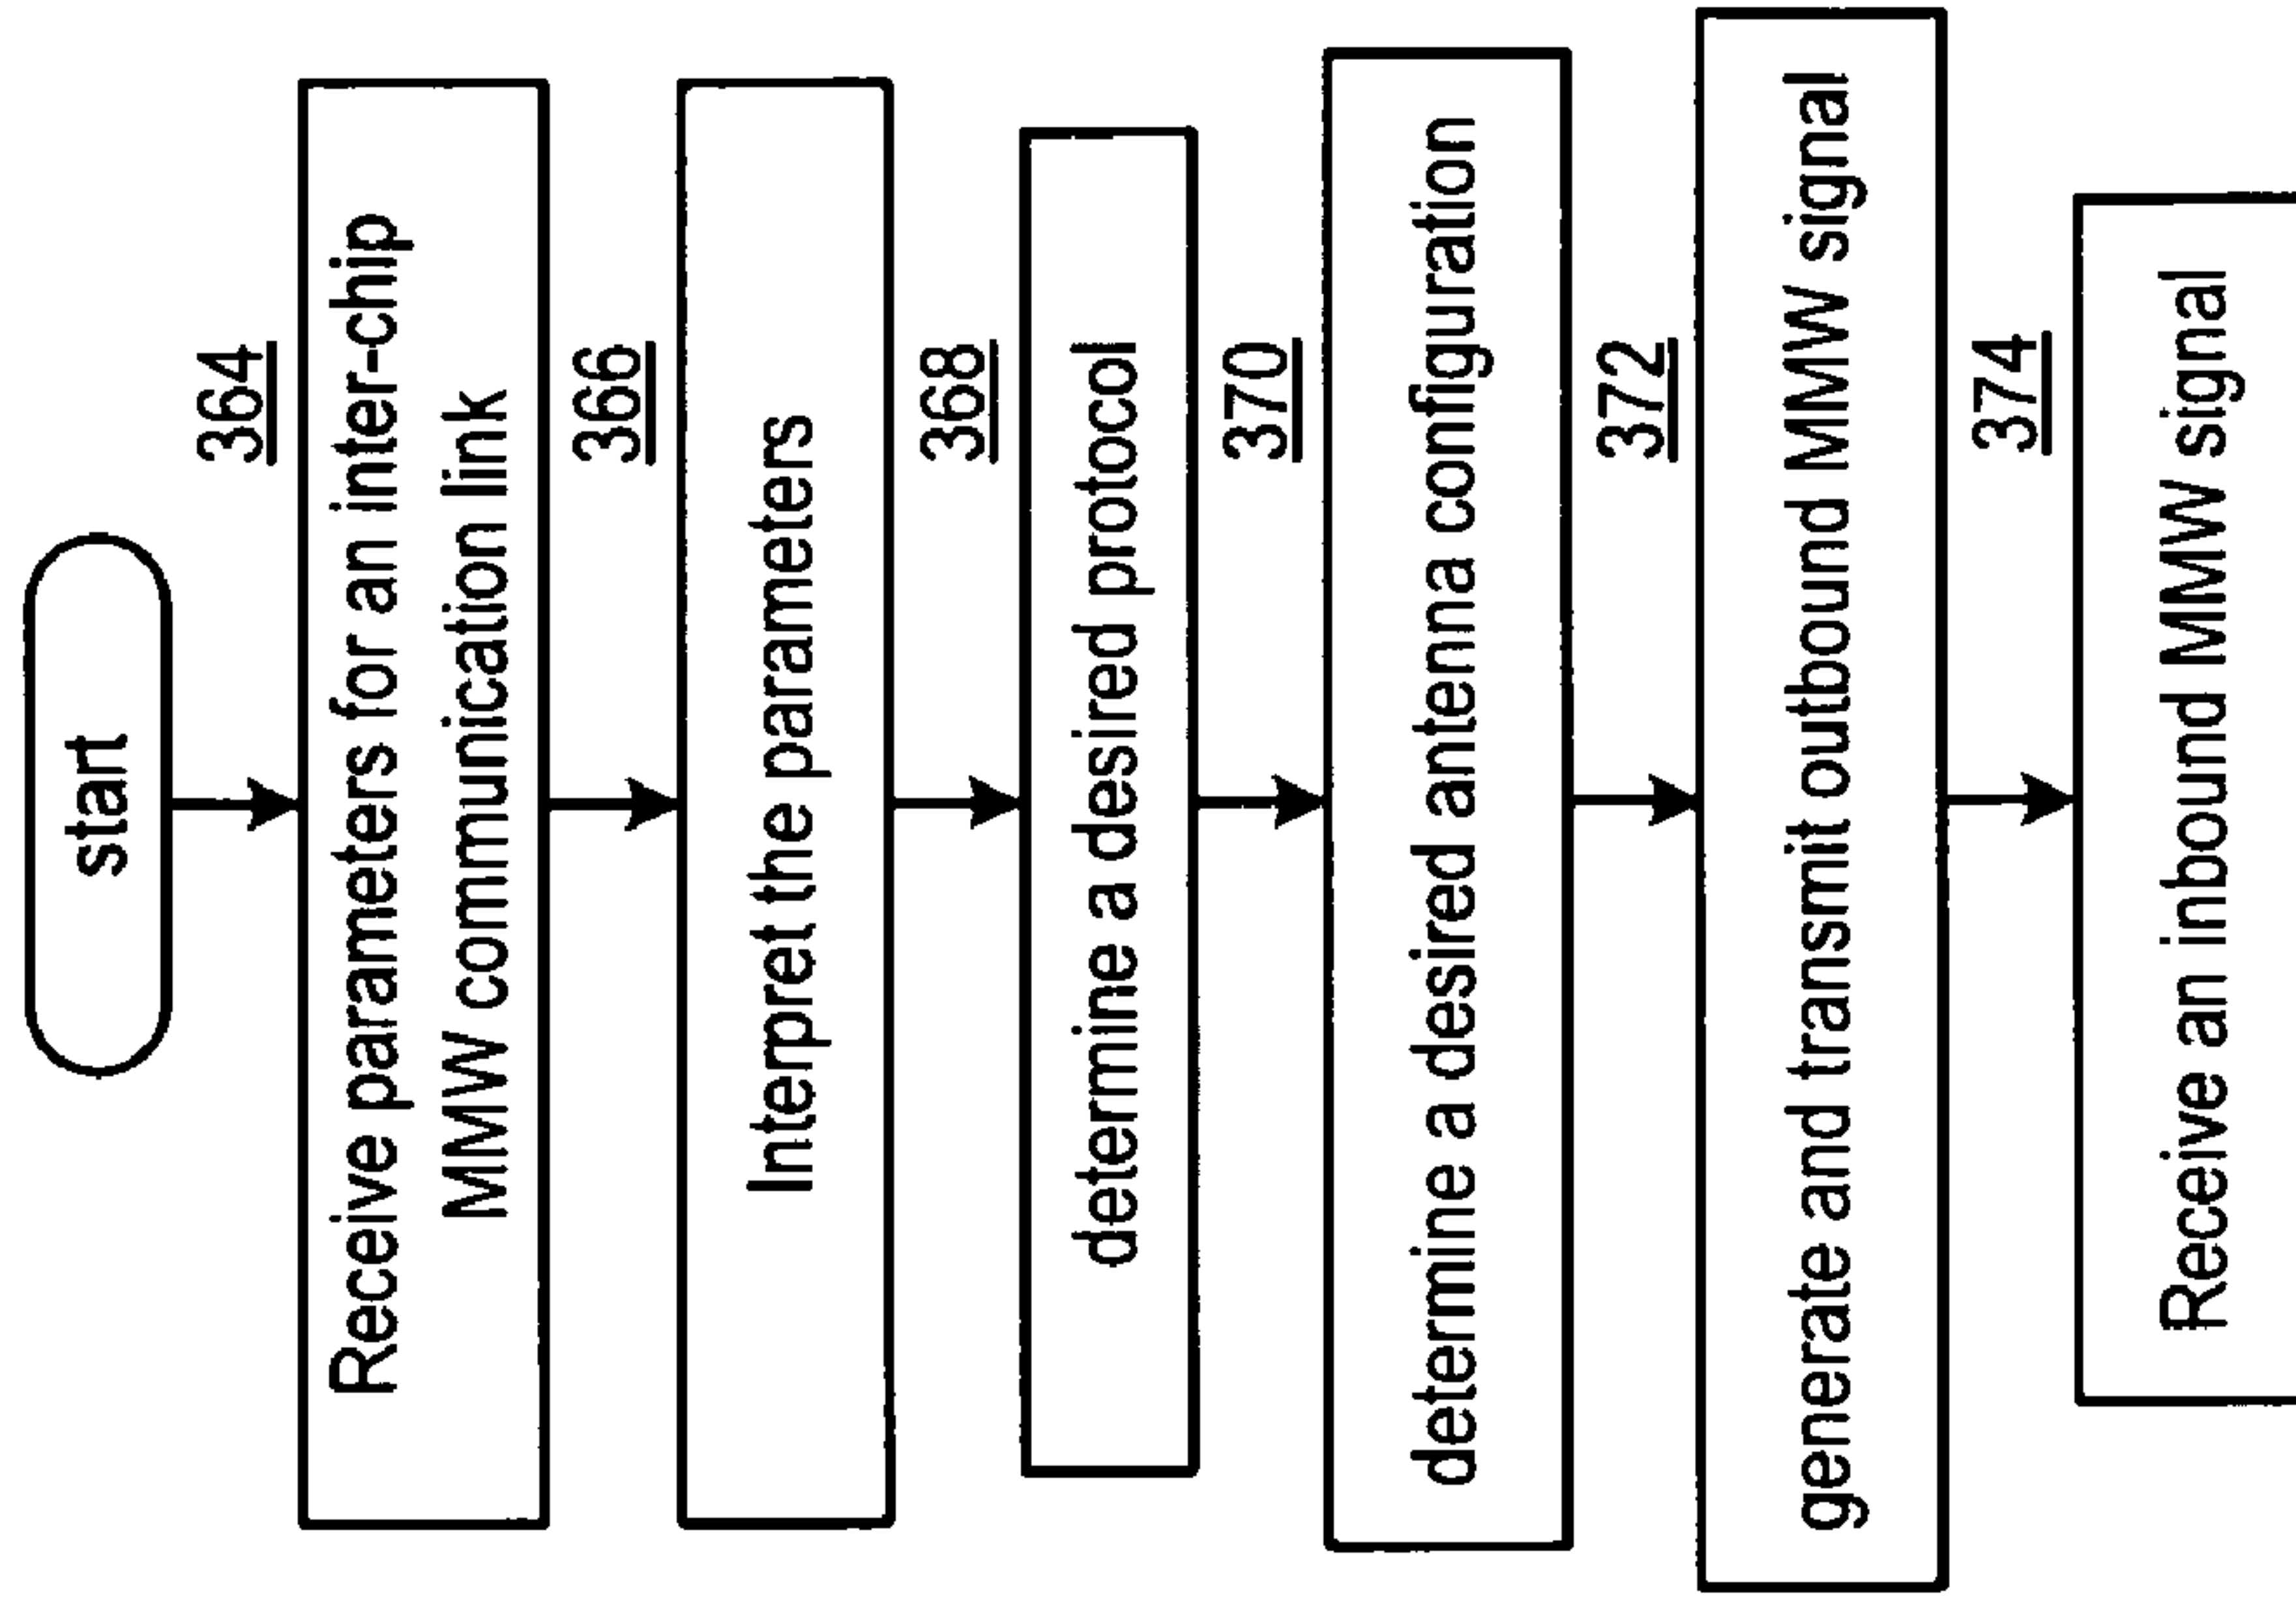 start
364
Receive parameters for an inter-chip
MMW communication link
366
Interpret the parameters
368
determine a desired protocol
370
determine a desired antenna configuration
372
generate and transmit outbound MMW signal
374
Receive an inbound MMW signal